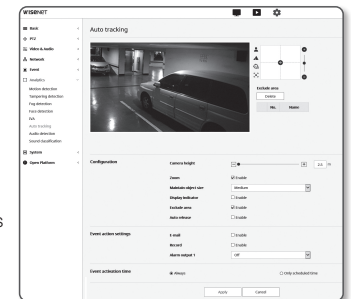 WISENET
Auto tracking
Basic
PTZ
Video & Audio
Network
Event
Analytics
Motion detection
Tampering detection
Fog detection
Face detection
IVA
Auto tracking
Audio detection
Sound classification
System
Open Platform
Exclude area
Delete
No. Name
Configuration
Camera height
Zoom Enable
Maintain object size Medium
Display indicator Enable
Exclude area Enable
Auto release Enable
Event action settings
E-mail Enable
Record Enable
Alarm output 1 Off
Event activation time
Always Only scheduled time
Apply Cancel
s